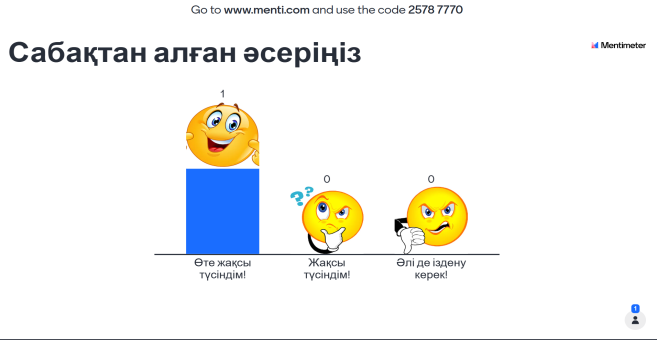 Go to www.menti.com and use the code 2578 7770
Сабақтан алған әсеріңіз
Mentimeter
1
0
0
Өте жақсы
түсіндім!
Жақсы
түсіндім!
Әлі де іздену
керек!
1